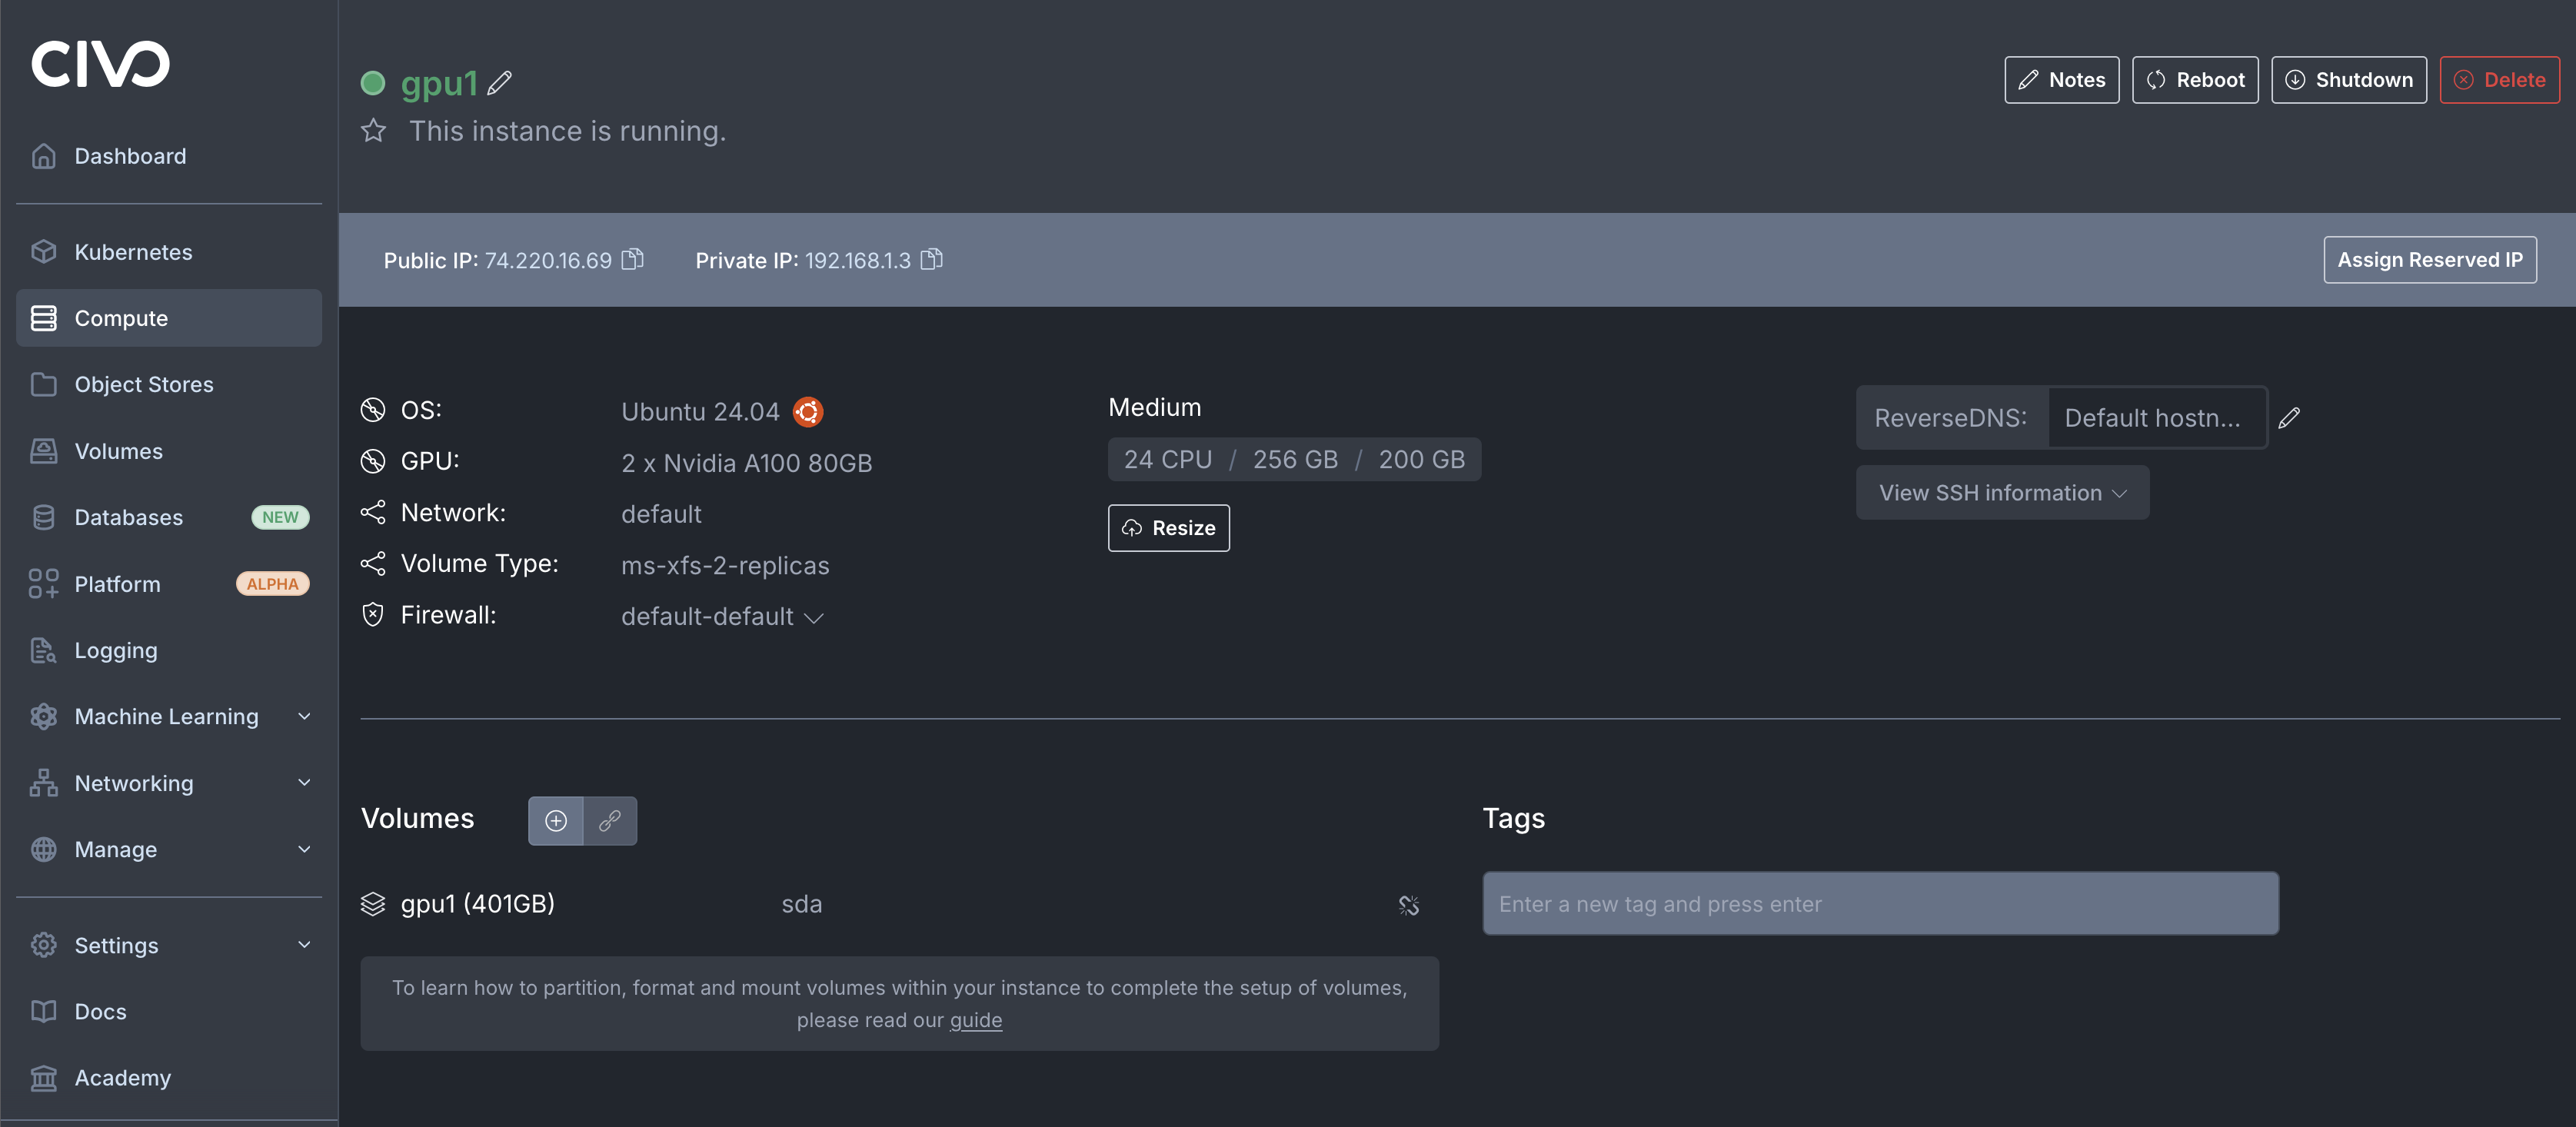 CIVO
Dashboard
Kubernetes
Compute
Object Stores
Volumes
Databases NEW
Platform ALPHA
Logging
Machine Learning
Networking
Manage
Settings
Docs
Academy
gpu1
This instance is running.
Notes Reboot Shutdown Delete
Public IP: 74.220.16.69 Private IP: 192.168.1.3 Assign Reserved IP
OS: Ubuntu 24.04
GPU: 2 x Nvidia A100 80GB
Network: default
Volume Type: ms-xfs-2-replicas
Firewall: default-default
Medium
24 CPU / 256 GB / 200 GB
Resize
ReverseDNS: Default hostn...
View SSH information
Volumes
gpu1 (401GB) sda
To learn how to partition, format and mount volumes within your instance to complete the setup of volumes,
please read our guide
Tags
Enter a new tag and press enter